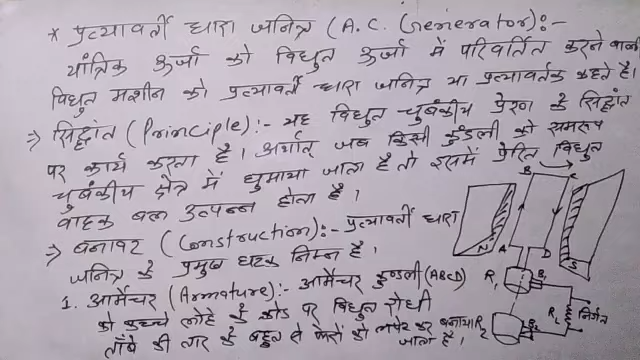 * प्रत्यावर्ती धारा जनित्र (A.C. Generator):-
यांत्रिक ऊर्जा को विद्युत ऊर्जा में परिवर्तित करने वाली
विद्युत मशीन को प्रत्यावर्ती धारा जनित्र या प्रत्यावर्तक कहते है।
⇒ सिद्धांत (Principle):- यह विद्युत चुबंकीय प्रेरण के सिद्धांत
पर कार्य करता है। अर्थात् जब किसी कुंडली को समरूप
चुबंकीय क्षेत्र में घुमाया जाता है तो इसमें प्रेरित विद्युत
वाहक बल उत्पन्न होता है।
⇒ बनावट (Construction):- प्रत्यावर्ती धारा
जनित्र के प्रमुख घटक निम्न है।
1. आर्मेचर (Armature):- आर्मेचर कुण्डली (ABCD)
को कच्चे लोहे के कोड पर विद्युत रोधी
ताँबे की तार के बहुत से फेरों को लपेट कर बनाया
जाता है।
B C
N A D S
R1 B1
RL निर्गत
R2 B2